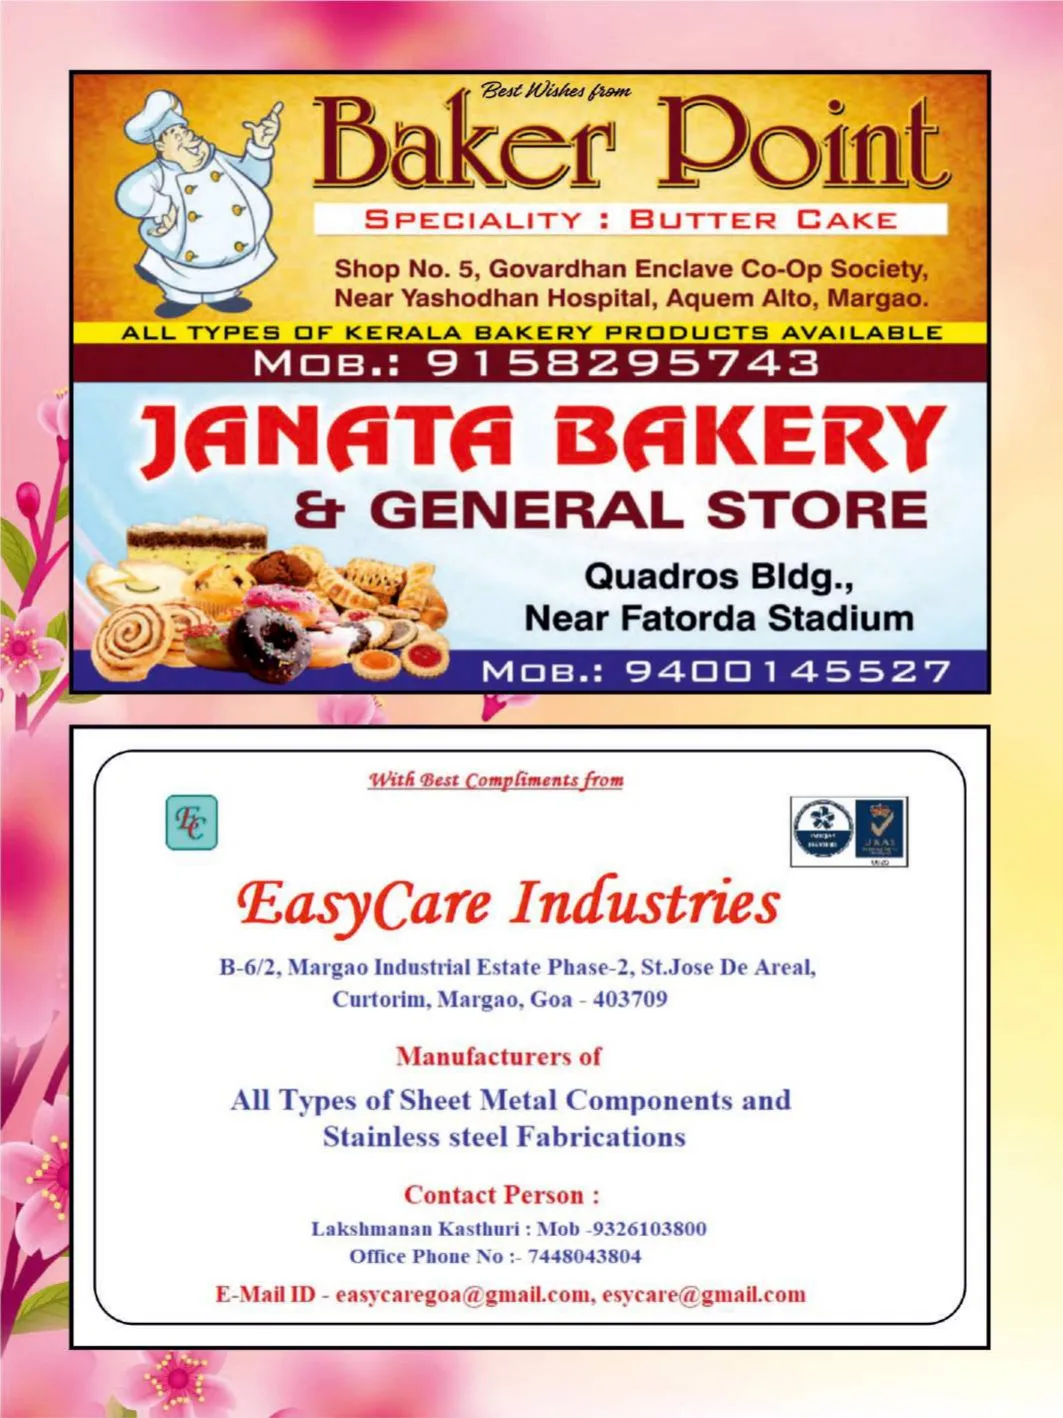 Best Wishes from
Baker Point
SPECIALITY : BUTTER CAKE
Shop No. 5, Govardhan Enclave Co-Op Society,
Near Yashodhan Hospital, Aquem Alto, Margao.
ALL TYPES OF KERALA BAKERY PRODUCTS AVAILABLE
MOB.: 9158295743
JANATA BAKERY
& GENERAL STORE
Quadros Bldg.,
Near Fatorda Stadium
MOB.: 9400145527
With Best Compliments from
EC
EasyCare Industries
B-6/2, Margao Industrial Estate Phase-2, St.Jose De Areal,
Curtorim, Margao, Goa - 403709
Manufacturers of
All Types of Sheet Metal Components and
Stainless steel Fabrications
Contact Person :
Lakshmanan Kasthuri : Mob -9326103800
Office Phone No :- 7448043804
E-Mail ID - easycaregoa@gmail.com, esycare@gmail.com